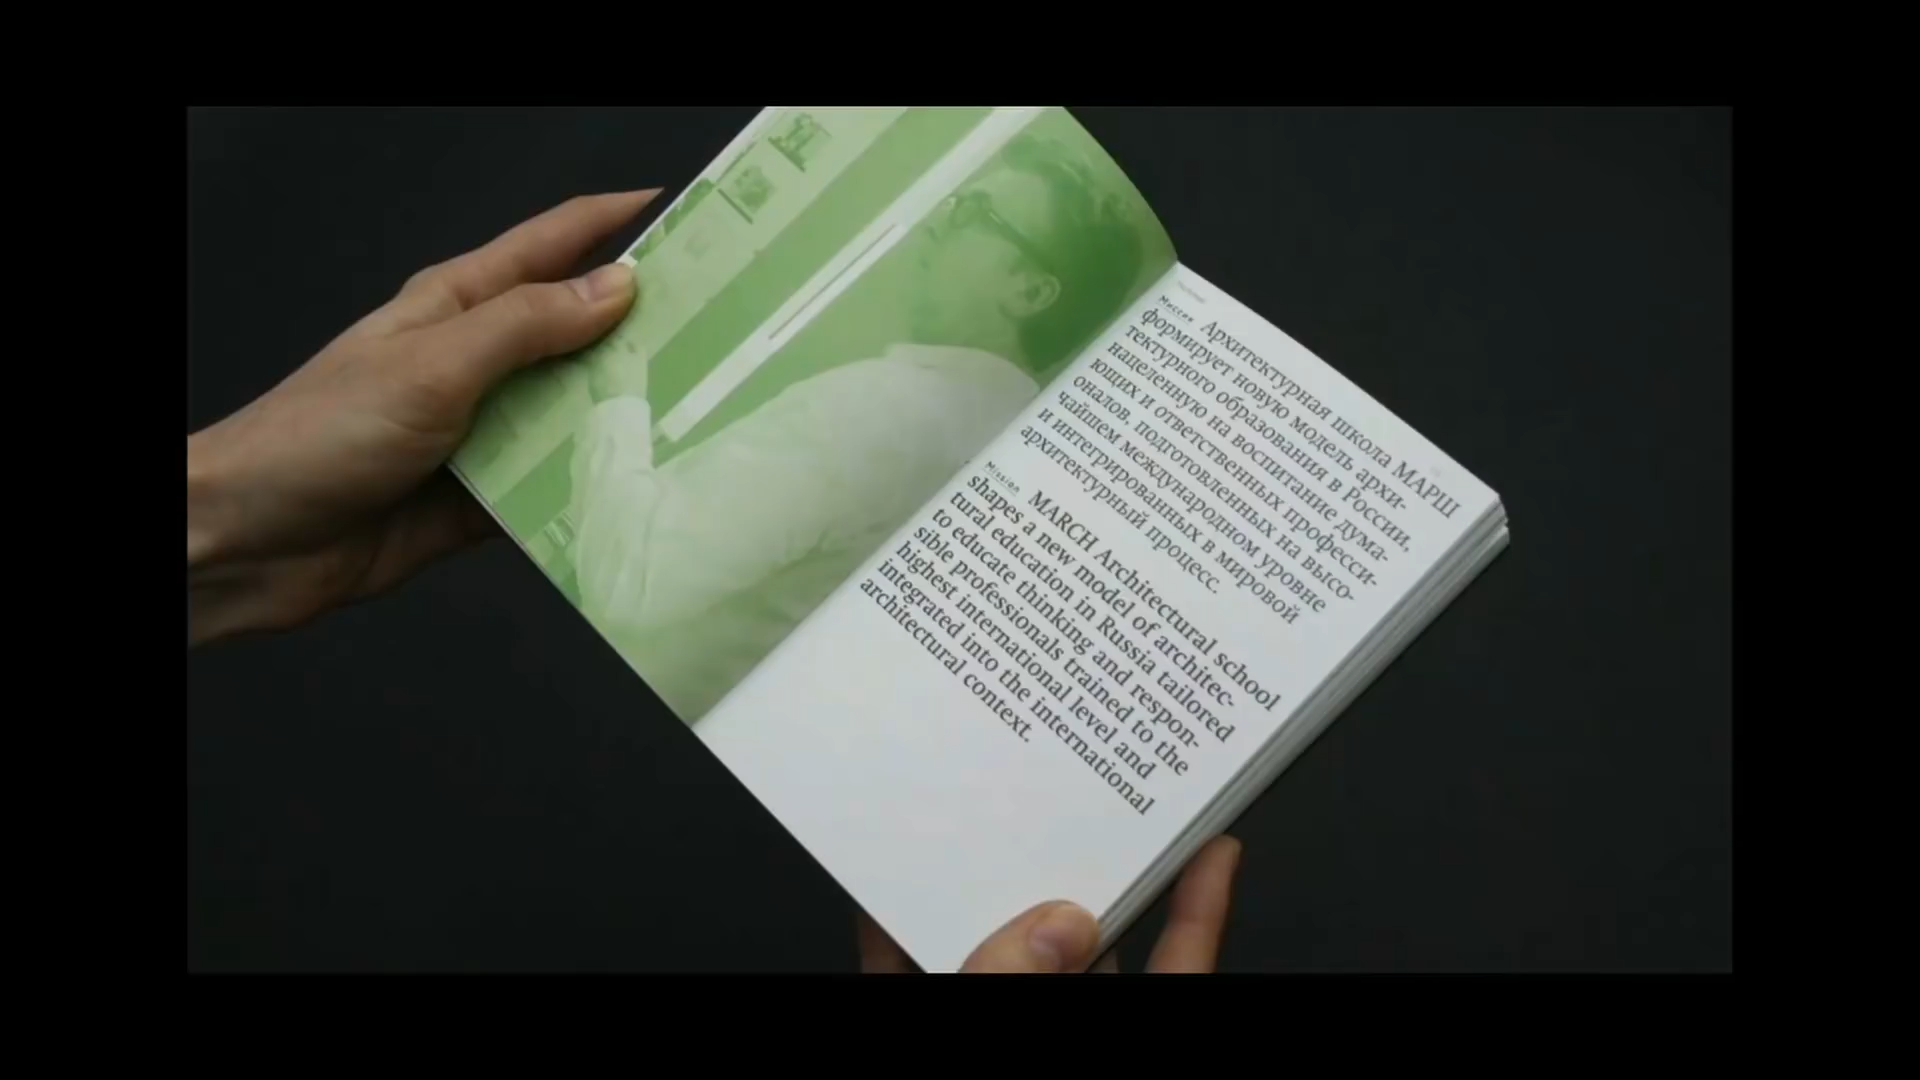 Миссия Архитектурная школа МАРШ
формирует новую модель архи-
тектурного образования в России,
нацеленную на воспитание дума-
ющих и ответственных професси-
оналов, подготовленных на высо-
чайшем международном уровне
и интегрированных в мировой
архитектурный процесс.
Mission MARCH Architectural school
shapes a new model of architec-
tural education in Russia tailored
to educate thinking and respon-
sible professionals trained to the
highest international level and
integrated into the international
architectural context.